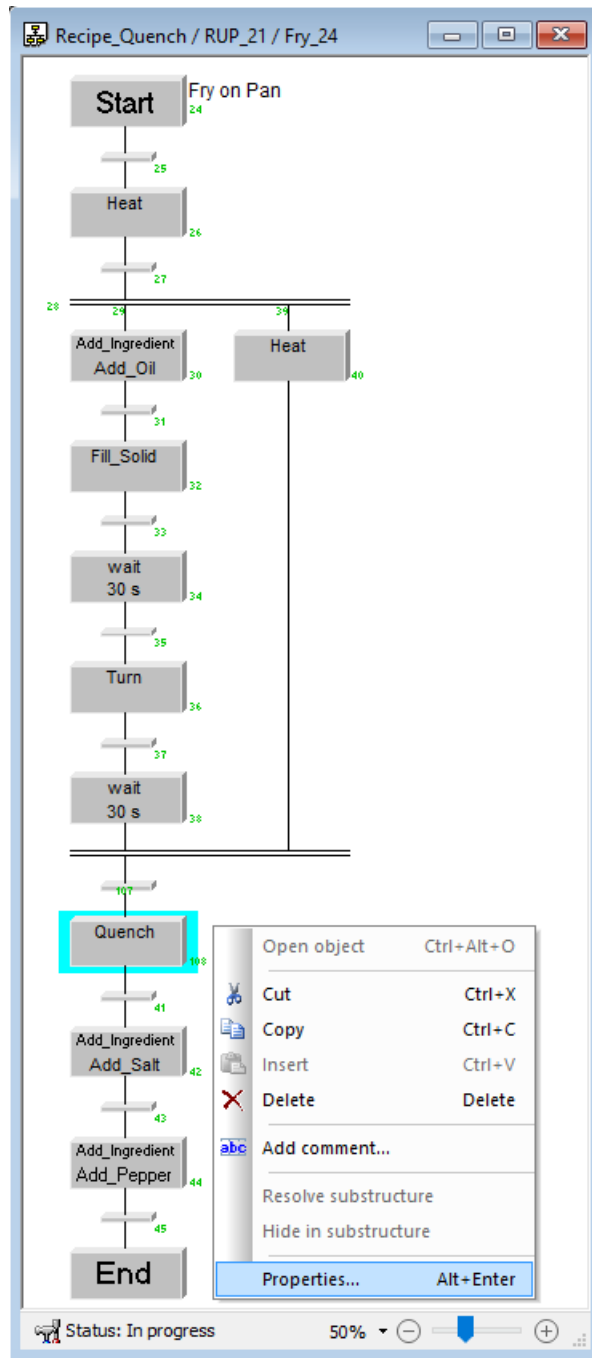 Recipe_Quench / RUP_21 / Fry_24
Start
Fry on Pan
24
25
Heat
26
27
28
29
39
Add_Ingredient
Add_Oil
30
Heat
40
31
Fill_Solid
32
33
wait
30 s
34
35
Turn
36
37
wait
30 s
38
107
Quench
108
41
Add_Ingredient
Add_Salt
42
43
Add_Ingredient
Add_Pepper
44
45
End
Open object Ctrl+Alt+O
Cut Ctrl+X
Copy Ctrl+C
Insert Ctrl+V
Delete Delete
abc Add comment...
Resolve substructure
Hide in substructure
Properties... Alt+Enter
Status: In progress 50%